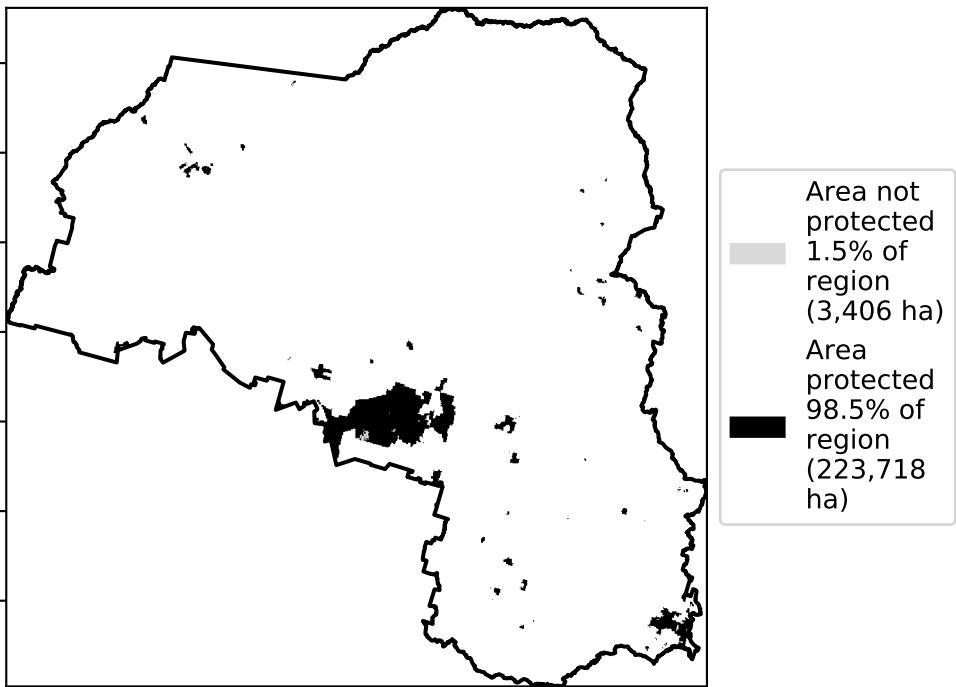 Area not
protected
1.5% of
region
(3,406 ha)
Area
protected
98.5% of
region
(223,718
ha)